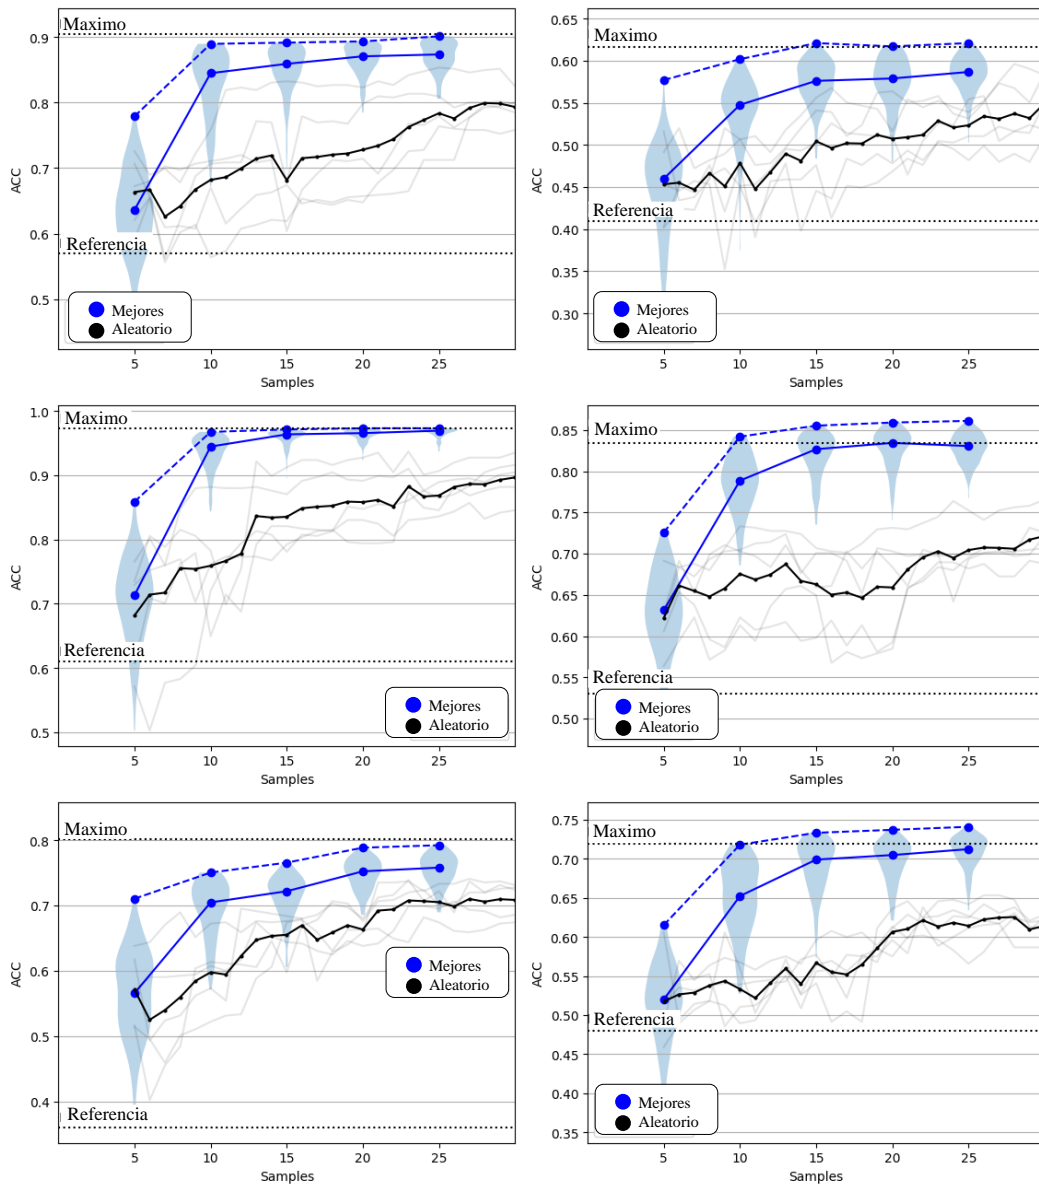 Maximo
0.9
0.8
0.7
0.6
0.5
ACC
Referencia
Mejores
Aleatorio
5
10
15
20
25
Samples
0.65
0.60
0.55
0.50
0.45
0.40
0.35
0.30
ACC
Maximo
Referencia
Mejores
Aleatorio
5
10
15
20
25
Samples
1.0
0.9
0.8
0.7
0.6
0.5
ACC
Maximo
Referencia
Mejores
Aleatorio
5
10
15
20
25
Samples
0.85
0.80
0.75
0.70
0.65
0.60
0.55
0.50
ACC
Maximo
Referencia
Mejores
Aleatorio
5
10
15
20
25
Samples
0.8
0.7
0.6
0.5
0.4
ACC
Maximo
Referencia
Mejores
Aleatorio
5
10
15
20
25
Samples
0.75
0.70
0.65
0.60
0.55
0.50
0.45
0.40
0.35
ACC
Maximo
Referencia
Mejores
Aleatorio
5
10
15
20
25
Samples